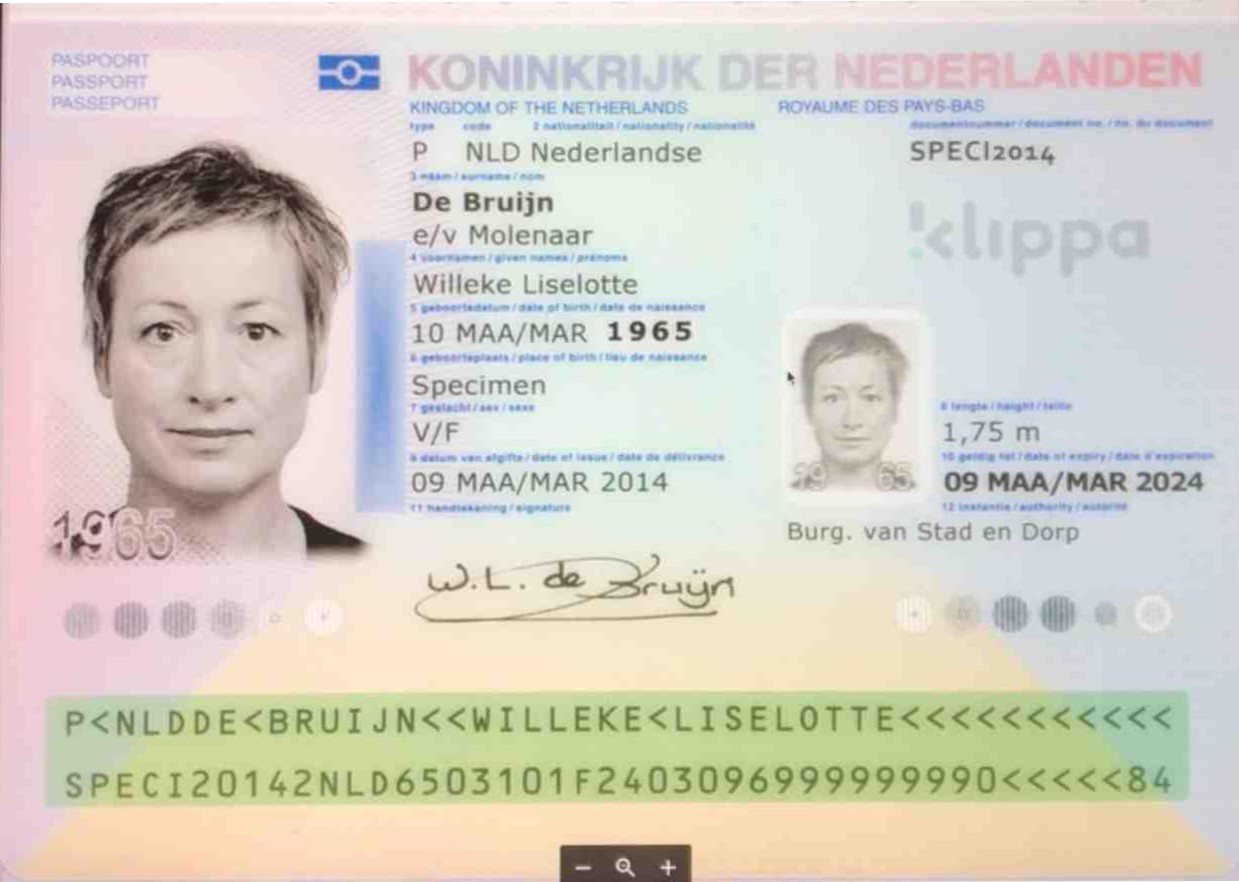 PASPOORT
PASSPORT
PASSEPORT
KONINKRIJK DER NEDERLANDEN
KINGDOM OF THE NETHERLANDS ROYAUME DES PAYS-BAS
type code 2 nationaliteit / nationality / nationalité documentnummer / document no. / no. du document
P NLD Nederlandse SPECI2014
3 naam / surname / nom
De Bruijn
e/v Molenaar
klippa
4 voornamen / given names / prénoms
Willeke Liselotte
5 geboortedatum / date of birth / date de naissance
10 MAA/MAR 1965
6 geboorteplaats / place of birth / lieu de naissance
Specimen
7 geslacht / sex / sexe 8 lengte / height / taille
V/F 1,75 m
9 datum van afgifte / date of issue / date de délivrance 10 geldig tot / date of expiry / date d'expiration
09 MAA/MAR 2014 09 MAA/MAR 2024
11 handtekening / signature 12 instantie / authority / autorité
Burg. van Stad en Dorp
1965
19 65
W.L. de Bruijn
P<NLDDE<BRUIJN<<WILLEKE<LISELOTTE<<<<<<<<<<<
SPECI20142NLD6503101F24030969999999990<<<<<84